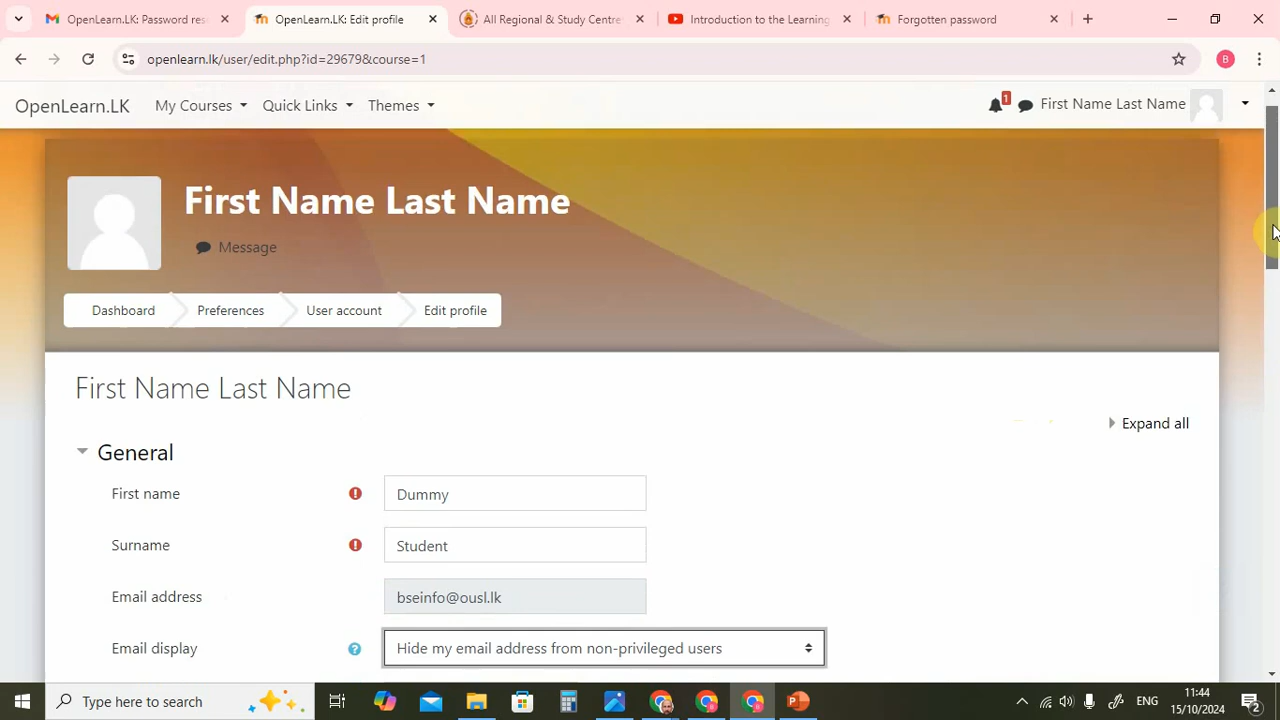 OpenLearn.LK: Password res
OpenLearn.LK: Edit profile
All Regional & Study Centre
Introduction to the Learning
Forgotten password
openlearn.lk/user/edit.php?id=29679&course=1
B
OpenLearn.LK
My Courses
Quick Links
Themes
1
First Name Last Name
First Name Last Name
Message
Dashboard
Preferences
User account
Edit profile
First Name Last Name
Expand all
General
First name
Dummy
Surname
Student
Email address
bseinfo@ousl.lk
Email display
Hide my email address from non-privileged users
Type here to search
ENG
11:44
15/10/2024
2